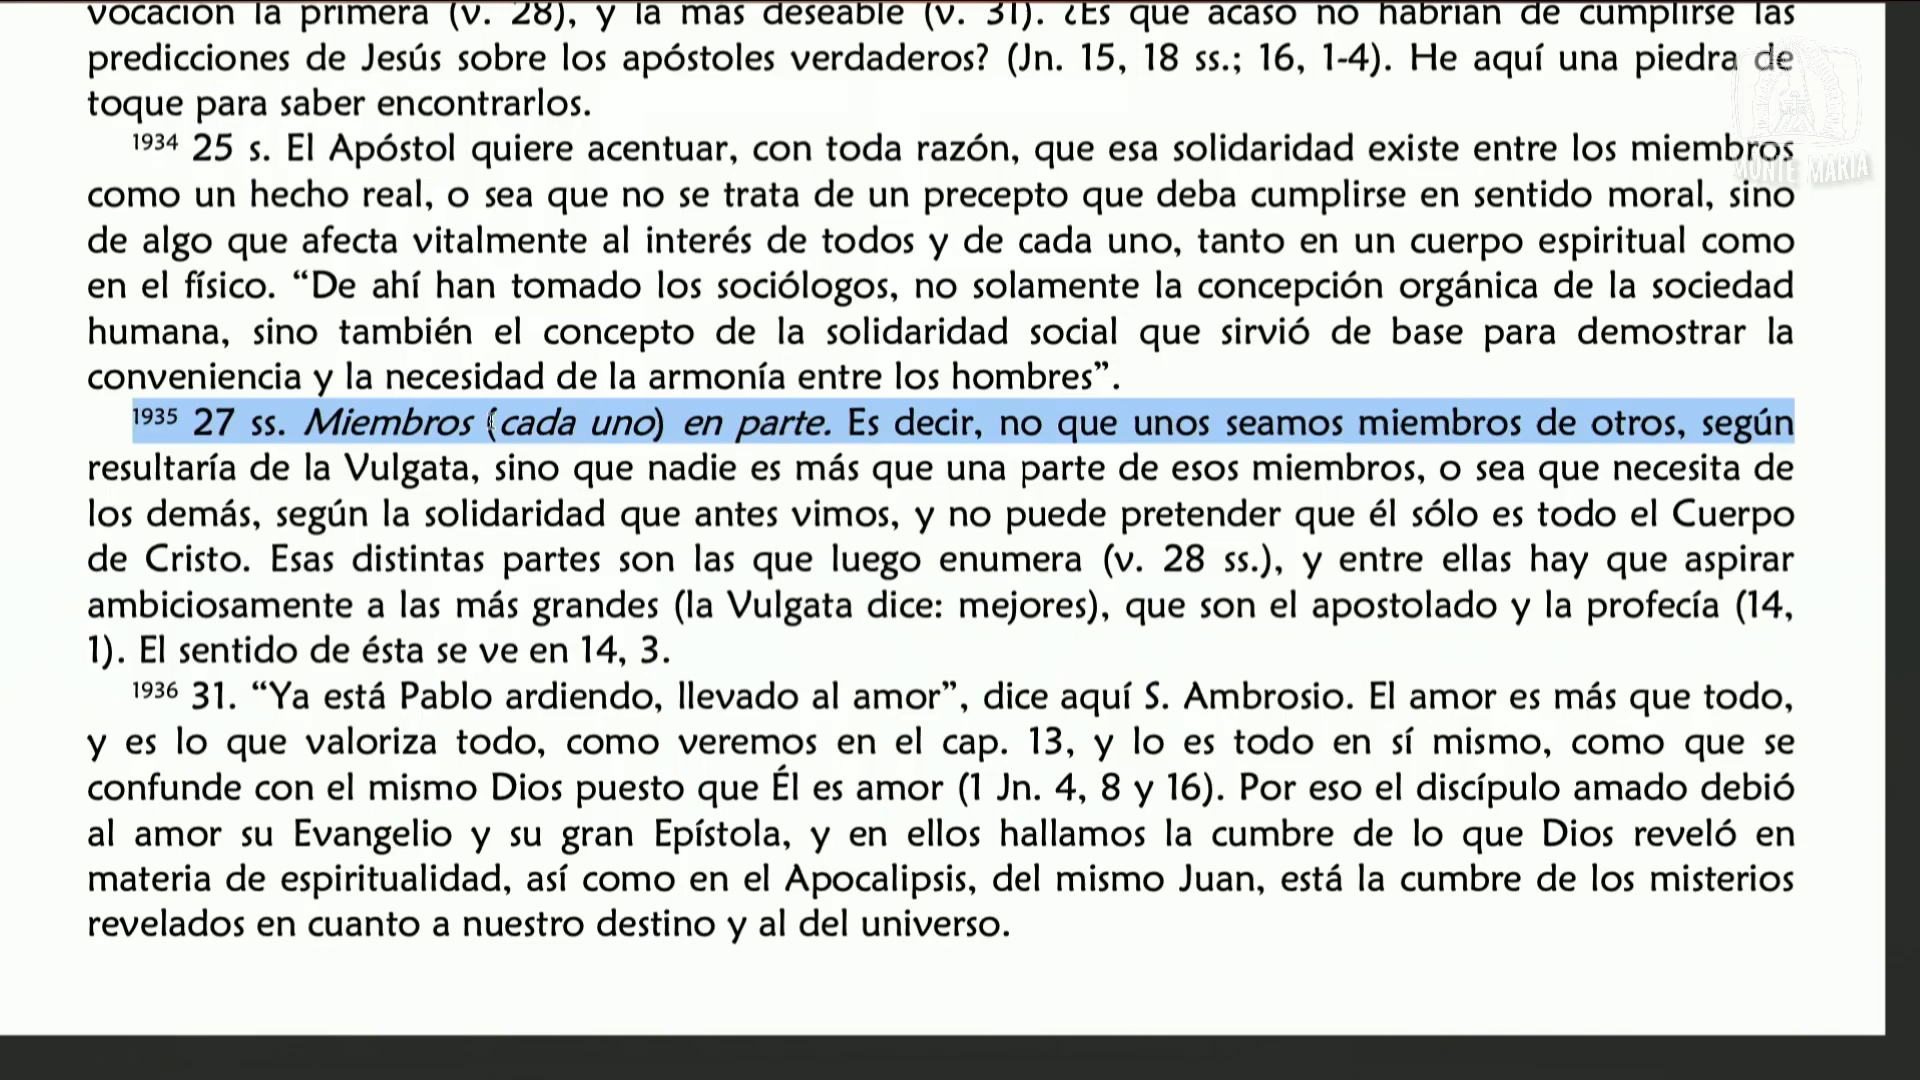 vocación la primera (v. 28), y la más deseable (v. 31). ¿Es que acaso no habrían de cumplirse las
predicciones de Jesús sobre los apóstoles verdaderos? (Jn. 15, 18 ss.; 16, 1-4). He aquí una piedra de
toque para saber encontrarlos.
1934 25 s. El Apóstol quiere acentuar, con toda razón, que esa solidaridad existe entre los miembros
como un hecho real, o sea que no se trata de un precepto que deba cumplirse en sentido moral, sino
de algo que afecta vitalmente al interés de todos y de cada uno, tanto en un cuerpo espiritual como
en el físico. “De ahí han tomado los sociólogos, no solamente la concepción orgánica de la sociedad
humana, sino también el concepto de la solidaridad social que sirvió de base para demostrar la
conveniencia y la necesidad de la armonía entre los hombres”.
1935 27 ss. Miembros (cada uno) en parte. Es decir, no que unos seamos miembros de otros, según
resultaría de la Vulgata, sino que nadie es más que una parte de esos miembros, o sea que necesita de
los demás, según la solidaridad que antes vimos, y no puede pretender que él sólo es todo el Cuerpo
de Cristo. Esas distintas partes son las que luego enumera (v. 28 ss.), y entre ellas hay que aspirar
ambiciosamente a las más grandes (la Vulgata dice: mejores), que son el apostolado y la profecía (14,
1). El sentido de ésta se ve en 14, 3.
1936 31. “Ya está Pablo ardiendo, llevado al amor”, dice aquí S. Ambrosio. El amor es más que todo,
y es lo que valoriza todo, como veremos en el cap. 13, y lo es todo en sí mismo, como que se
confunde con el mismo Dios puesto que Él es amor (1 Jn. 4, 8 y 16). Por eso el discípulo amado debió
al amor su Evangelio y su gran Epístola, y en ellos hallamos la cumbre de lo que Dios reveló en
materia de espiritualidad, así como en el Apocalipsis, del mismo Juan, está la cumbre de los misterios
revelados en cuanto a nuestro destino y al del universo.
MONTE MARIA